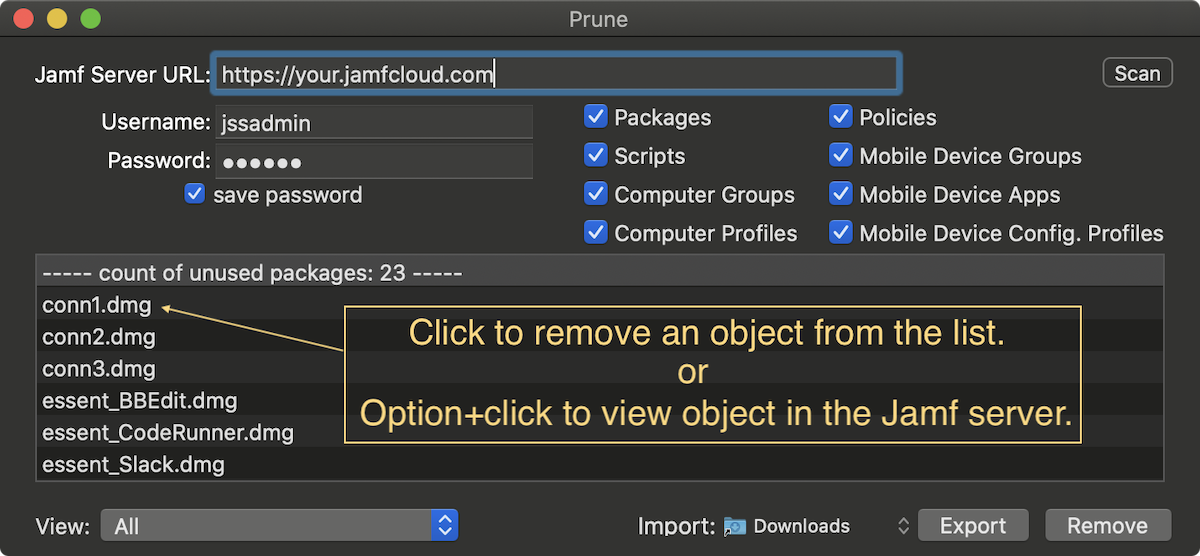 Prune
Jamf Server URL: https://your.jamfcloud.com Scan
Username: jssadmin
Password: ●●●●●●
save password
Packages Policies
Scripts Mobile Device Groups
Computer Groups Mobile Device Apps
Computer Profiles Mobile Device Config. Profiles
----- count of unused packages: 23 -----
conn1.dmg
conn2.dmg
conn3.dmg
essent_BBEdit.dmg
essent_CodeRunner.dmg
essent_Slack.dmg
Click to remove an object from the list.
or
Option+click to view object in the Jamf server.
View: All Import: Downloads Export Remove